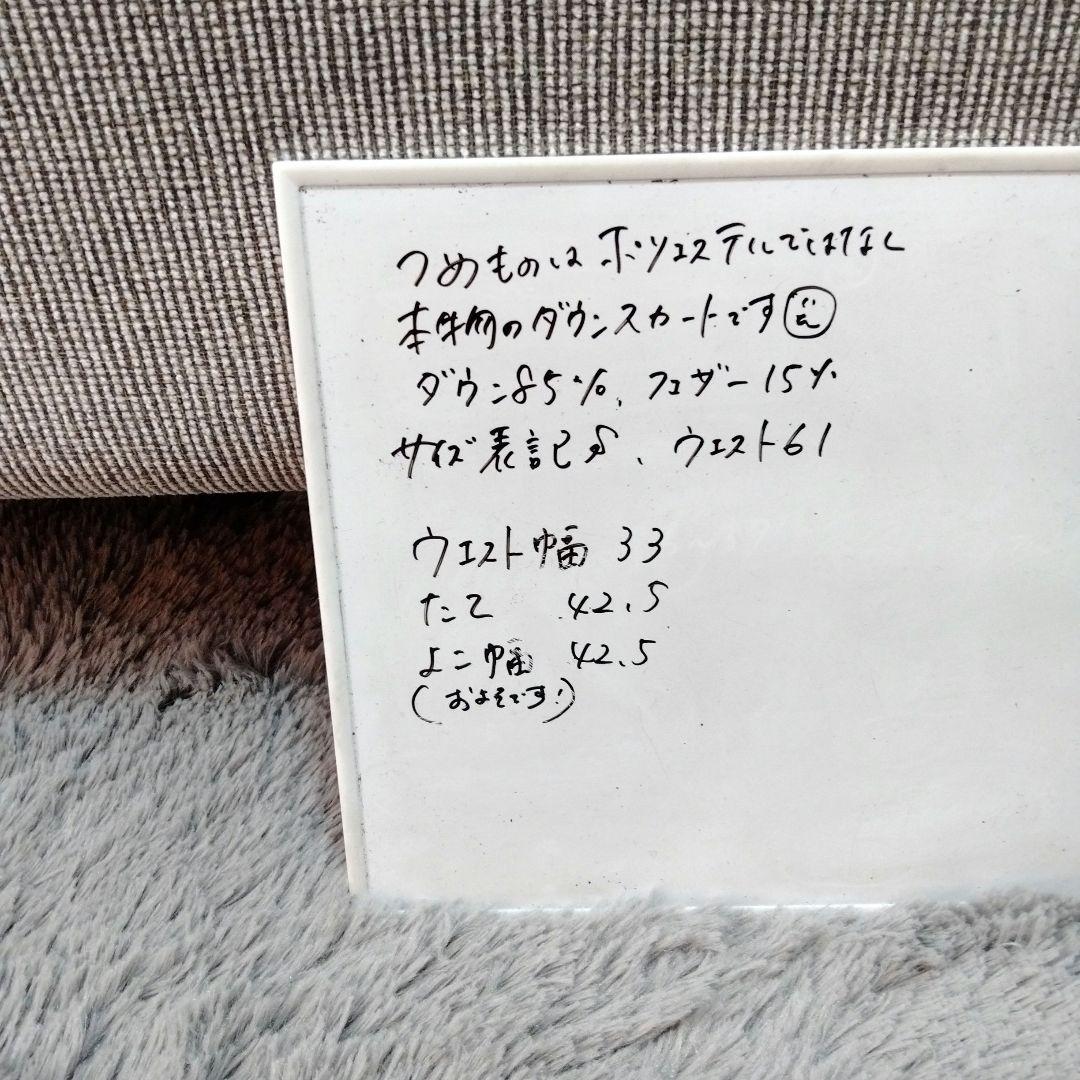 つめものは ポリエステルではなく
本物のダウンスカートです
ダウン85%、フェザー15%
サイズ表記S、ウエスト61
ウエスト幅 33
たて 42.5
よこ幅 42.5
(おおよそです!)